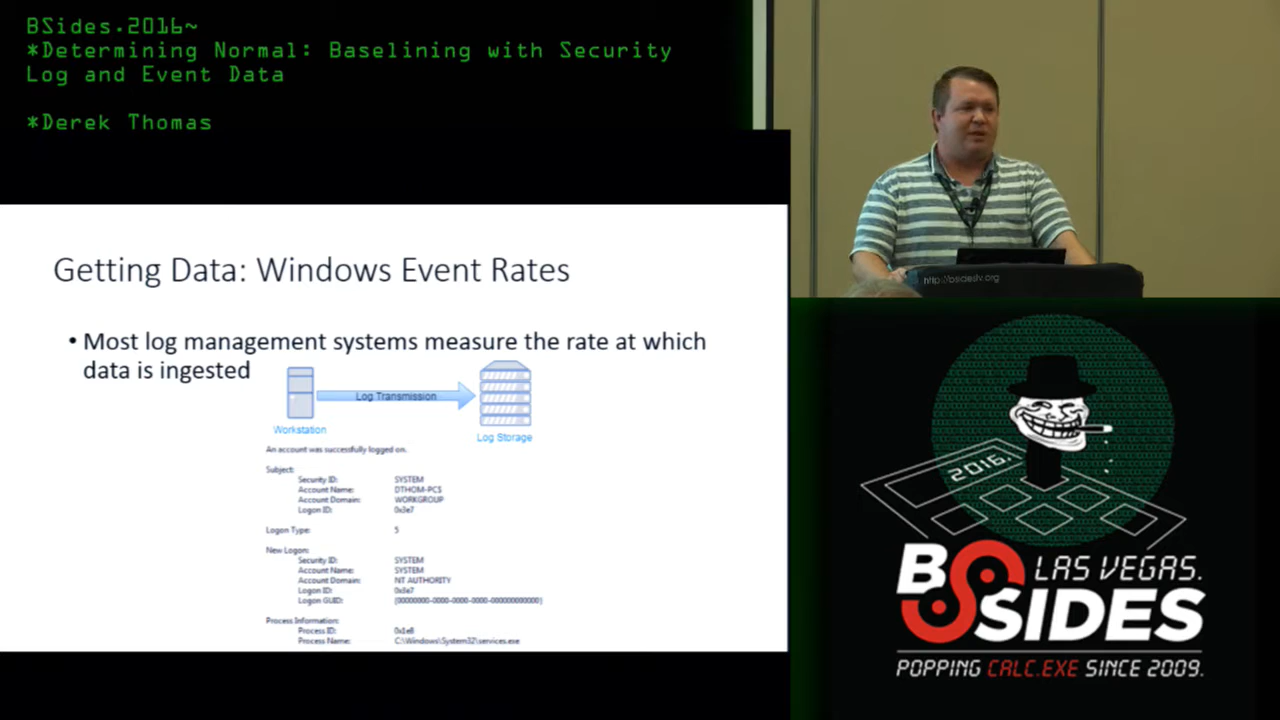 BSides.2016~
*Determining Normal: Baselining with Security
Log and Event Data
*Derek Thomas
Getting Data: Windows Event Rates
• Most log management systems measure the rate at which
data is ingested
Log Transmission
Workstation
Log Storage
An account was successfully logged on.
Subject:
Security ID: SYSTEM
Account Name: DTHOM-PC$
Account Domain: WORKGROUP
Logon ID: 0x3e7
Logon Type: 5
New Logon:
Security ID: SYSTEM
Account Name: SYSTEM
Account Domain: NT AUTHORITY
Logon ID: 0x3e7
Logon GUID: {00000000-0000-0000-0000-000000000000}
Process Information:
Process ID: 0x1e8
Process Name: C:\Windows\System32\services.exe
http://bsideslv.org
2016.
BSIDES
LAS VEGAS.
POPPING CALC.EXE SINCE 2009.